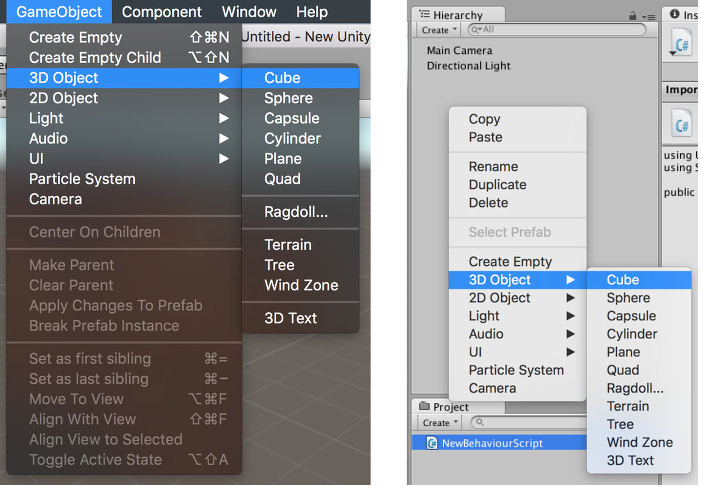 GameObject Component Window Help
Untitled - New Unity
Create Empty ⇧⌘N
Create Empty Child ⌥⇧N
3D Object ▶
2D Object ▶
Light ▶
Audio ▶
UI ▶
Particle System
Camera
Center On Children
Make Parent
Clear Parent
Apply Changes To Prefab
Break Prefab Instance
Set as first sibling ⌘=
Set as last sibling ⌘−
Move To View ⌥⌘F
Align With View ⇧⌘F
Align View to Selected
Toggle Active State ⌥⇧A
Cube
Sphere
Capsule
Cylinder
Plane
Quad
Ragdoll...
Terrain
Tree
Wind Zone
3D Text
Hierarchy
Create All
Main Camera
Directional Light
Copy
Paste
Rename
Duplicate
Delete
Select Prefab
Create Empty
3D Object ▶
2D Object ▶
Light ▶
Audio ▶
UI ▶
Particle System
Camera
Cube
Sphere
Capsule
Cylinder
Plane
Quad
Ragdoll...
Terrain
Tree
Wind Zone
3D Text
Project
Create
C# NewBehaviourScript
Ins
C#
Impor
C#
using
using
public